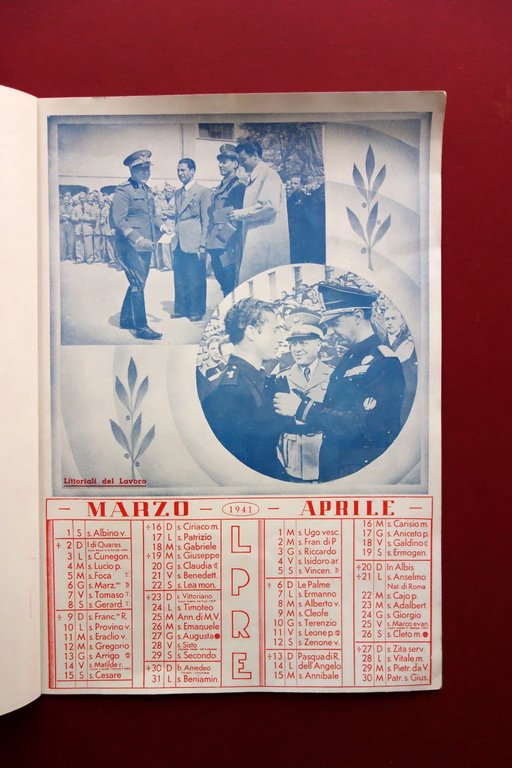 Littoriali del Lavoro
MARZO - 1941 - APRILE
1 S s. Albino v.
÷ 2 D I di Quares.
3 L s. Cunegon.
4 M s. Lucio p.
5 M s. Foca
6 G s. Marz.
7 V s. Tomaso
8 S s. Gerard.
÷ 9 D s. Franc.ª R.
10 L s. Provino v.
11 M s. Eraclio v.
12 M s. Gregorio
13 G s. Arrigo
14 V s. Matilde r.
15 S s. Cesare
÷16 D s. Ciriaco m.
17 L s. Patrizio
18 M s. Gabriele
÷19 M s. Giuseppe
20 G s. Claudia
21 V s. Benedett.
22 S s. Lea mon.
÷23 D s. Vittoriano
24 L s. Timoteo
25 M Ann. di M.V.
26 M s. Emanuele
27 G s. Augusta
28 V s. Sisto
29 S s. Secondo
÷30 D b. Amedeo
31 L s. Beniamin.
L
P
R
E
1 M s. Ugo vesc.
2 M s. Fran. di P.
3 G s. Riccardo
4 V s. Isidoro ar.
5 S s. Vincen.
÷ 6 D Le Palme
7 L s. Ermanno
8 M s. Alberto v.
9 M s. Cleofe
10 G s. Terenzio
11 V s. Leone p.
12 S s. Zenone v.
÷13 D Pasqua di R.
÷14 L dell'Angelo
15 M s. Annibale
16 M s. Carisio m.
17 G s. Aniceto p.
18 V s. Galdino
19 S s. Ermogen.
÷20 D In Albis
÷21 L s. Anselmo
Nat. di Roma
22 M s. Cajo p.
23 M s. Adalbert
24 G s. Giorgio
25 V s. Marco evan.
26 S s. Cleto m.
÷27 D s. Zita serv.
28 L s. Vitale m.
29 M s. Pietr. da V.
30 M Patr. s. Gius.